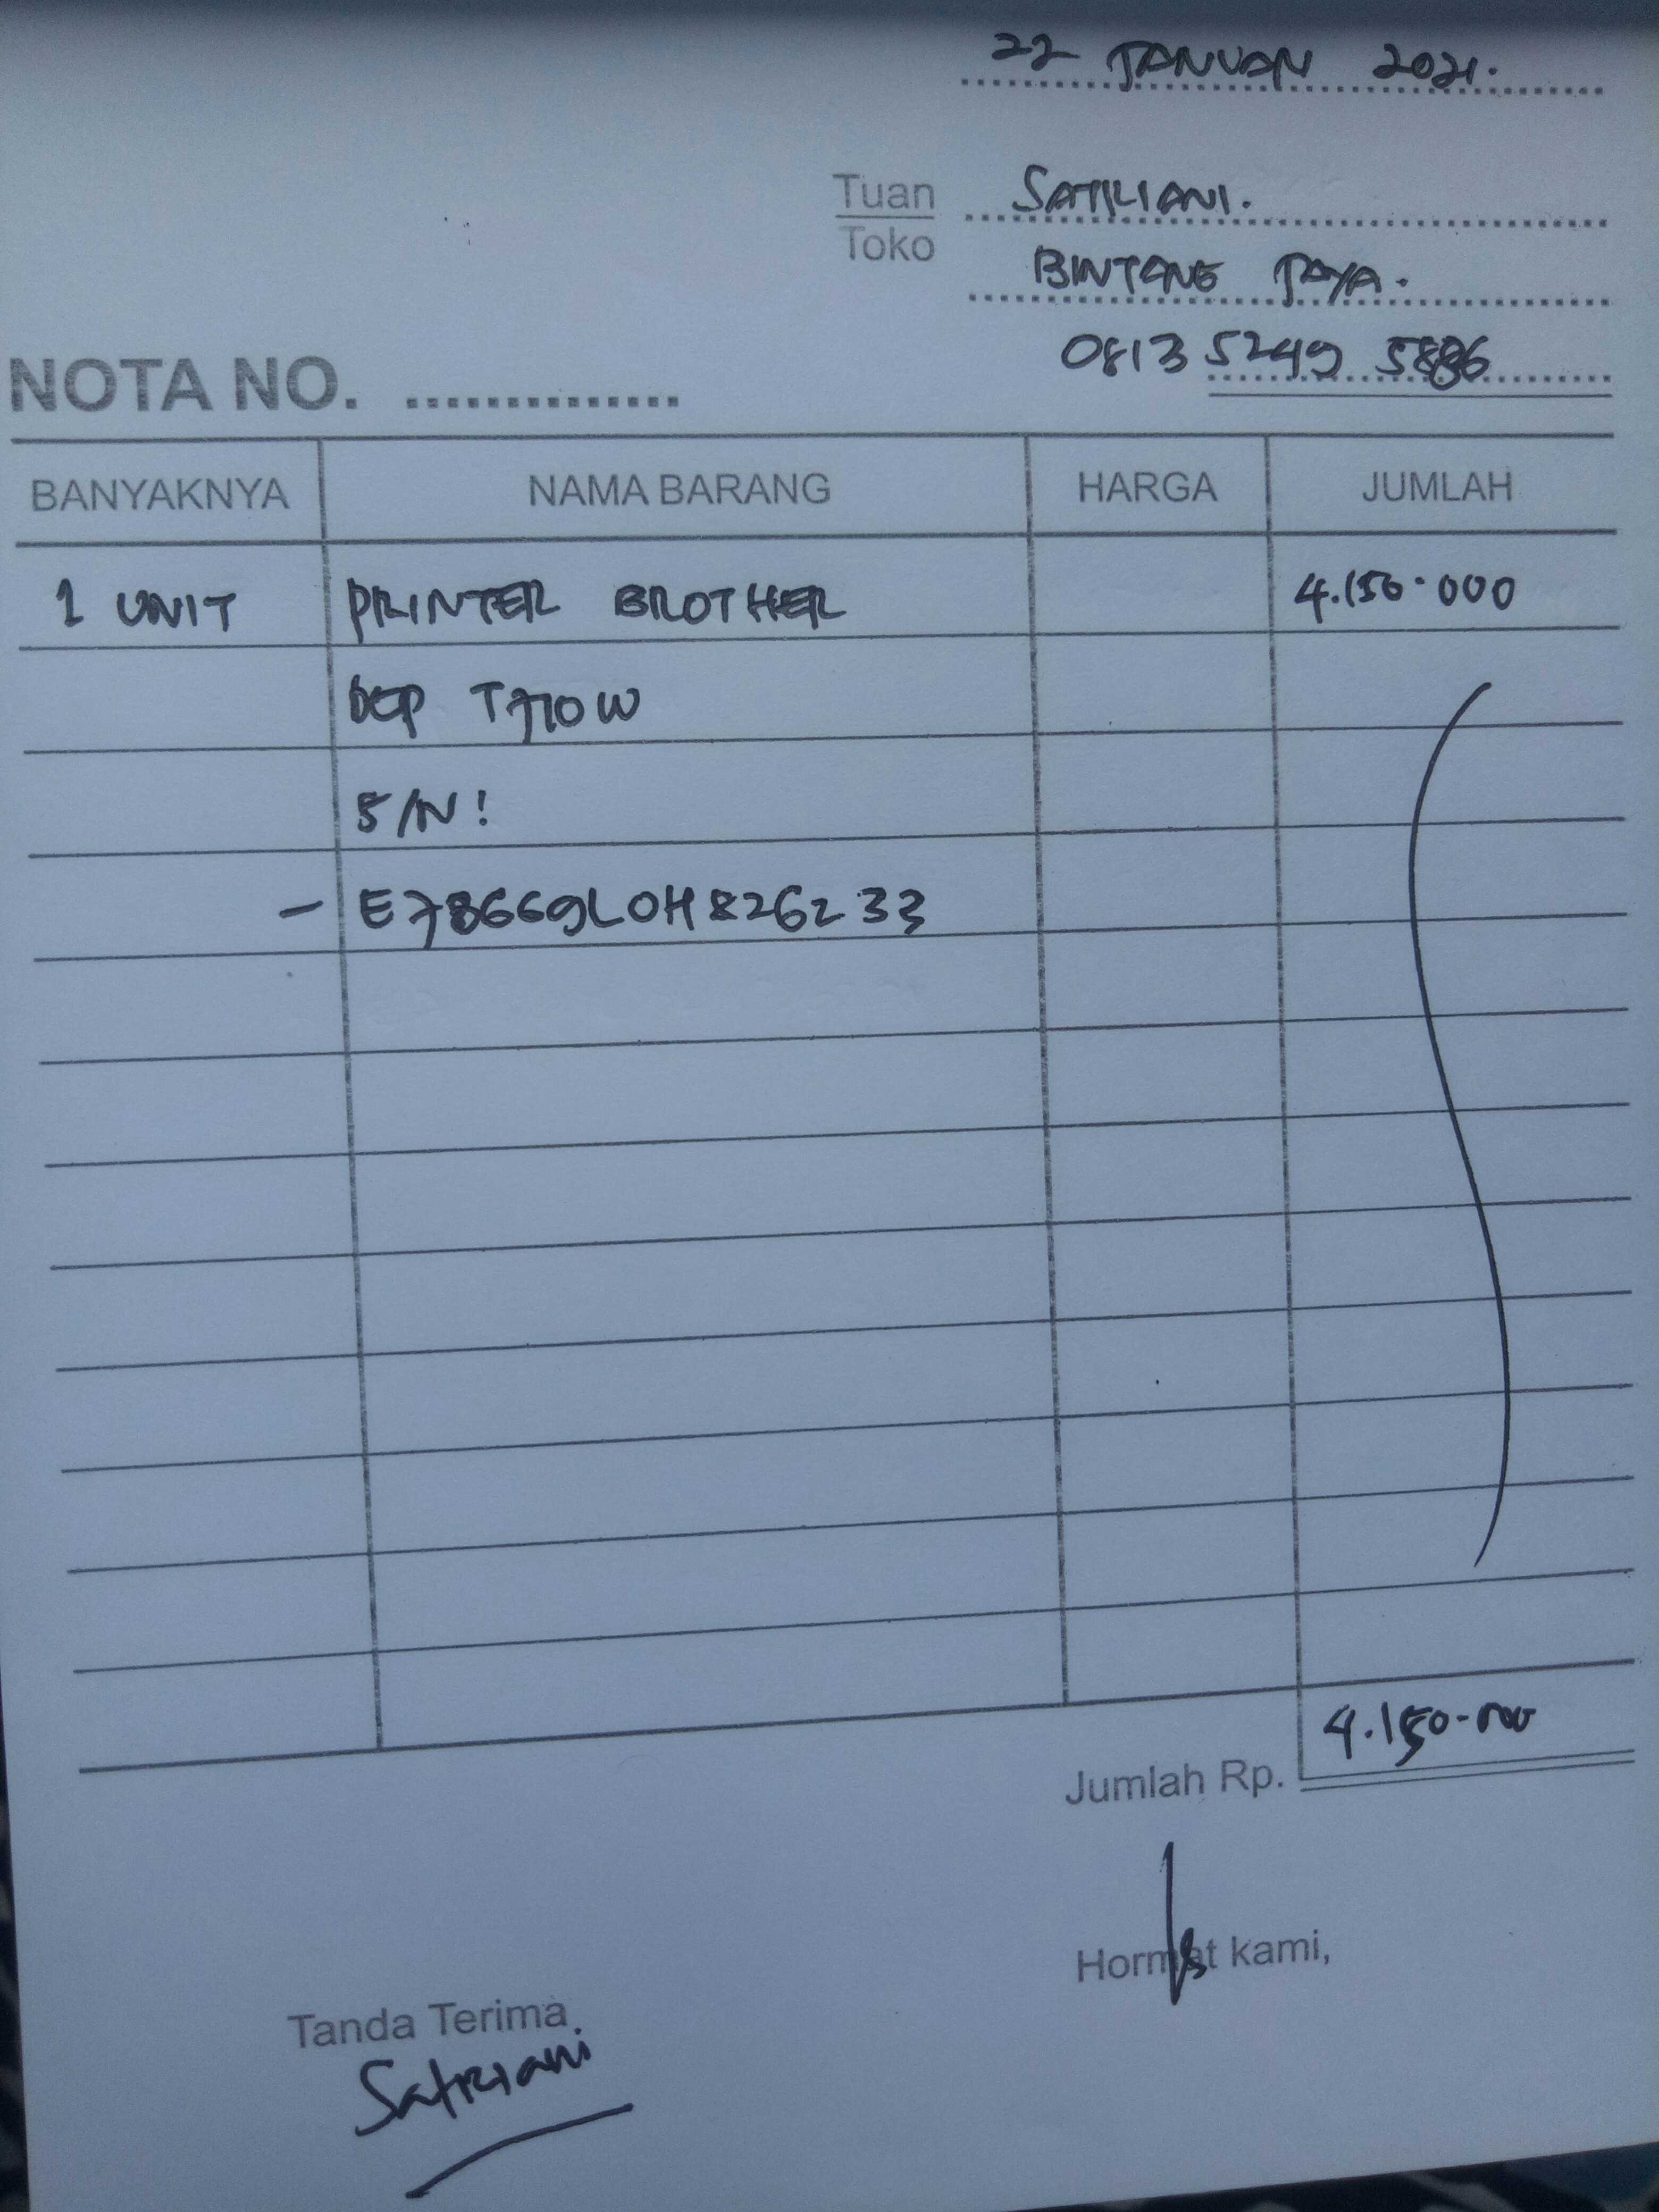 22 JANUARI 2021.
Tuan SATRIANI.
Toko
BINTANG JAYA.
0813 5249 5886
NOTA NO. ..............
BANYAKNYA NAMA BARANG HARGA JUMLAH
1 UNIT PRINTER BROTHER 4.150.000
DCP T710W
S/N:
- E78669L0H826233
4.150.000
Jumlah Rp.
Hormat kami,
Tanda Terima,
Satriani